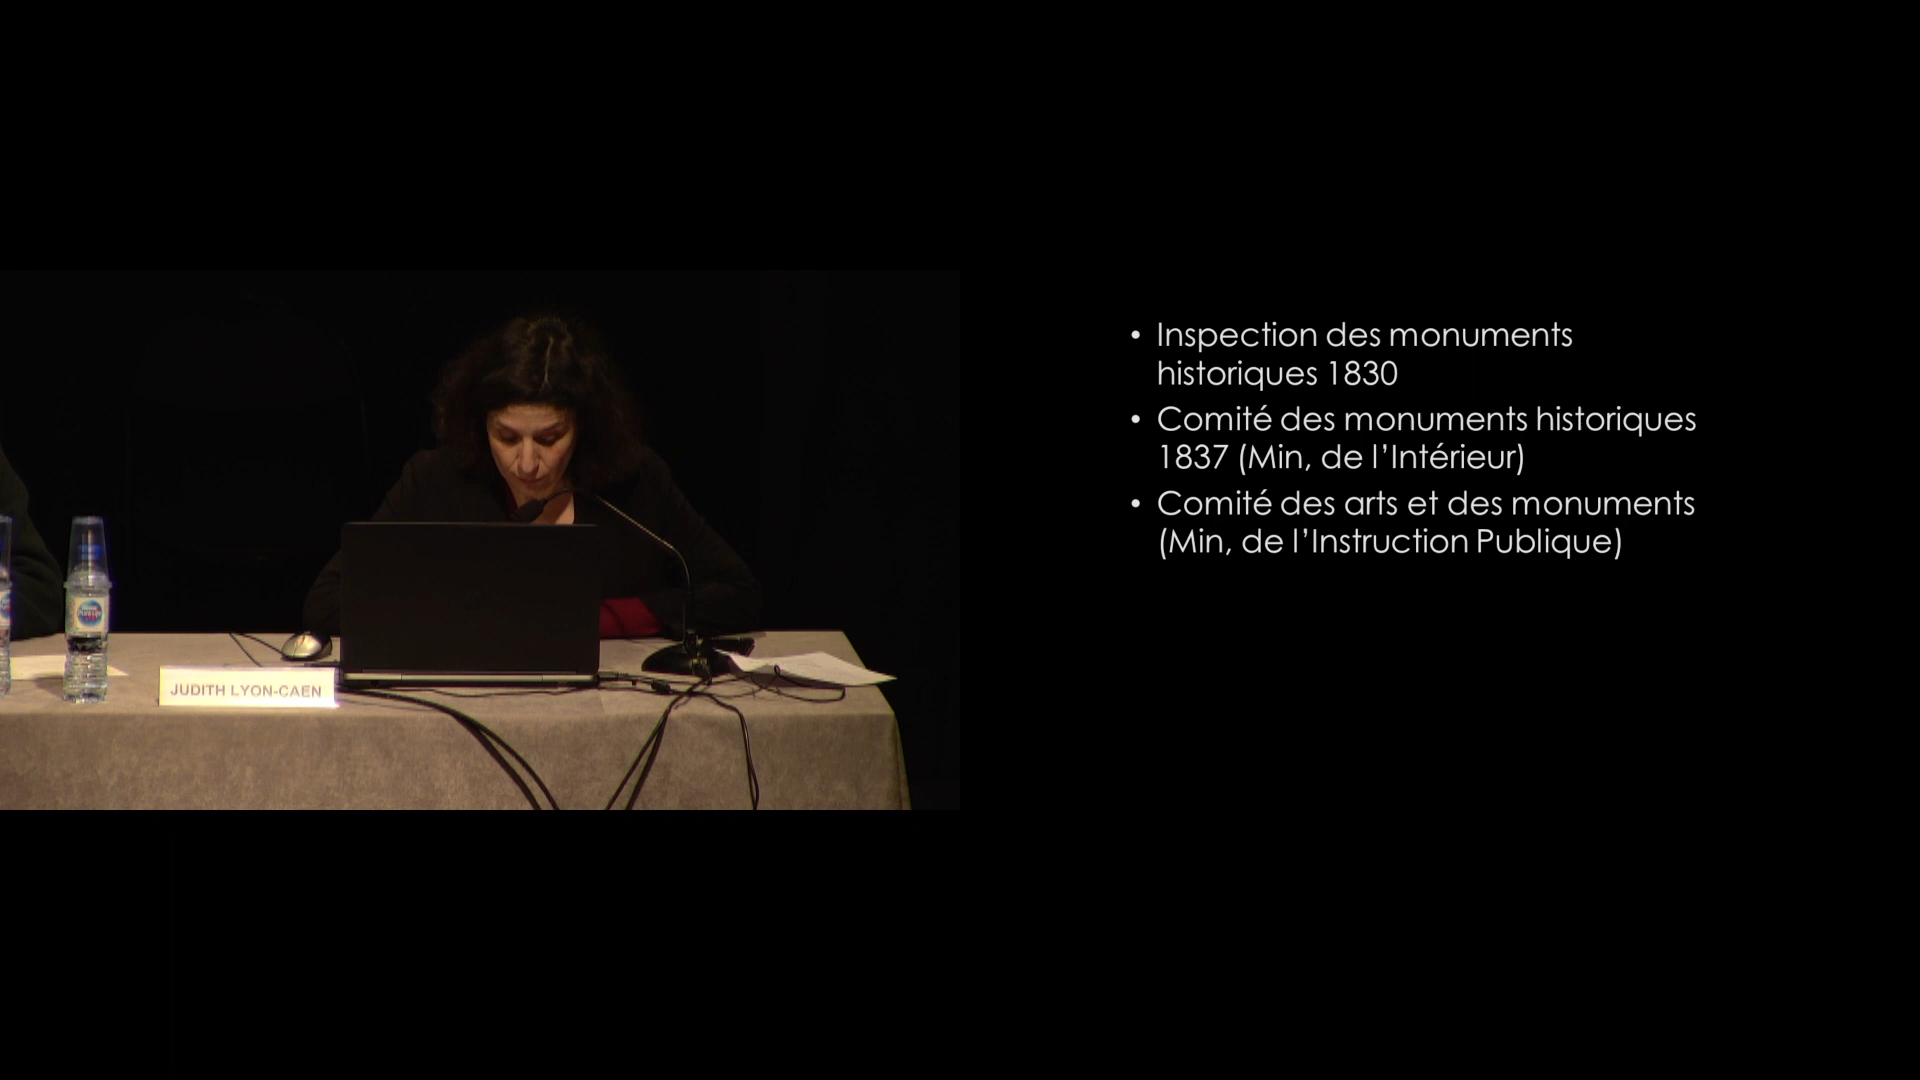 JUDITH LYON-CAEN
• Inspection des monuments
historiques 1830
• Comité des monuments historiques
1837 (Min, de l’Intérieur)
• Comité des arts et des monuments
(Min, de l’Instruction Publique)